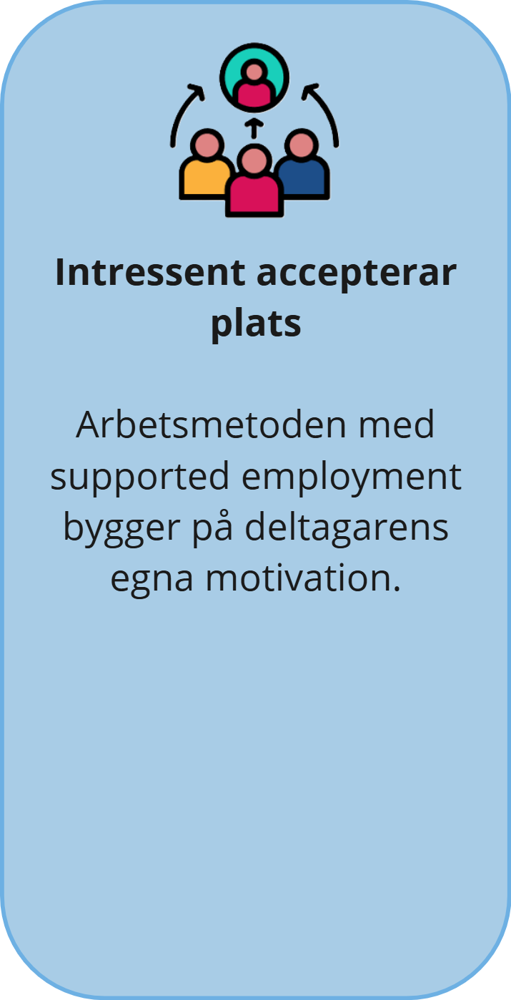 Intressent accepterar
plats
Arbetsmetoden med
supported employment
bygger på deltagarens
egna motivation.